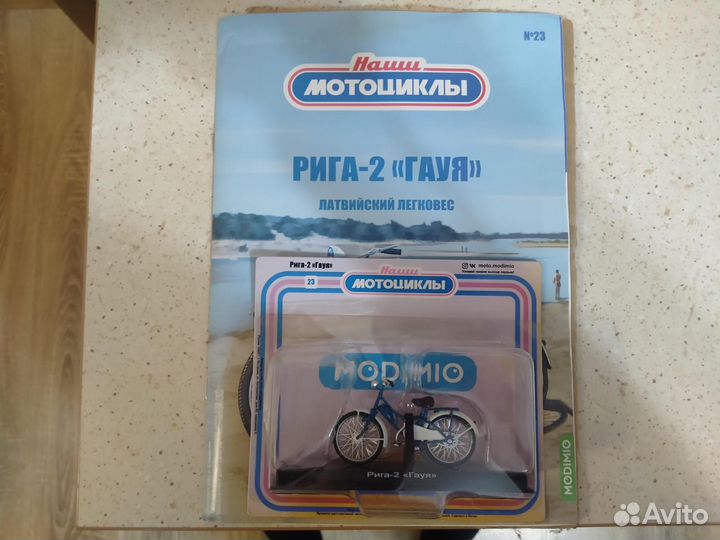 №23
Наши
МОТОЦИКЛЫ
РИГА-2 «ГАУЯ»
ЛАТВИЙСКИЙ ЛЕГКОВЕС
Рига-2 «Гауя»
23
Наши
МОТОЦИКЛЫ
moto.modimio
MODIMIO
Рига-2 «Гауя»
MODIMIO
Avito